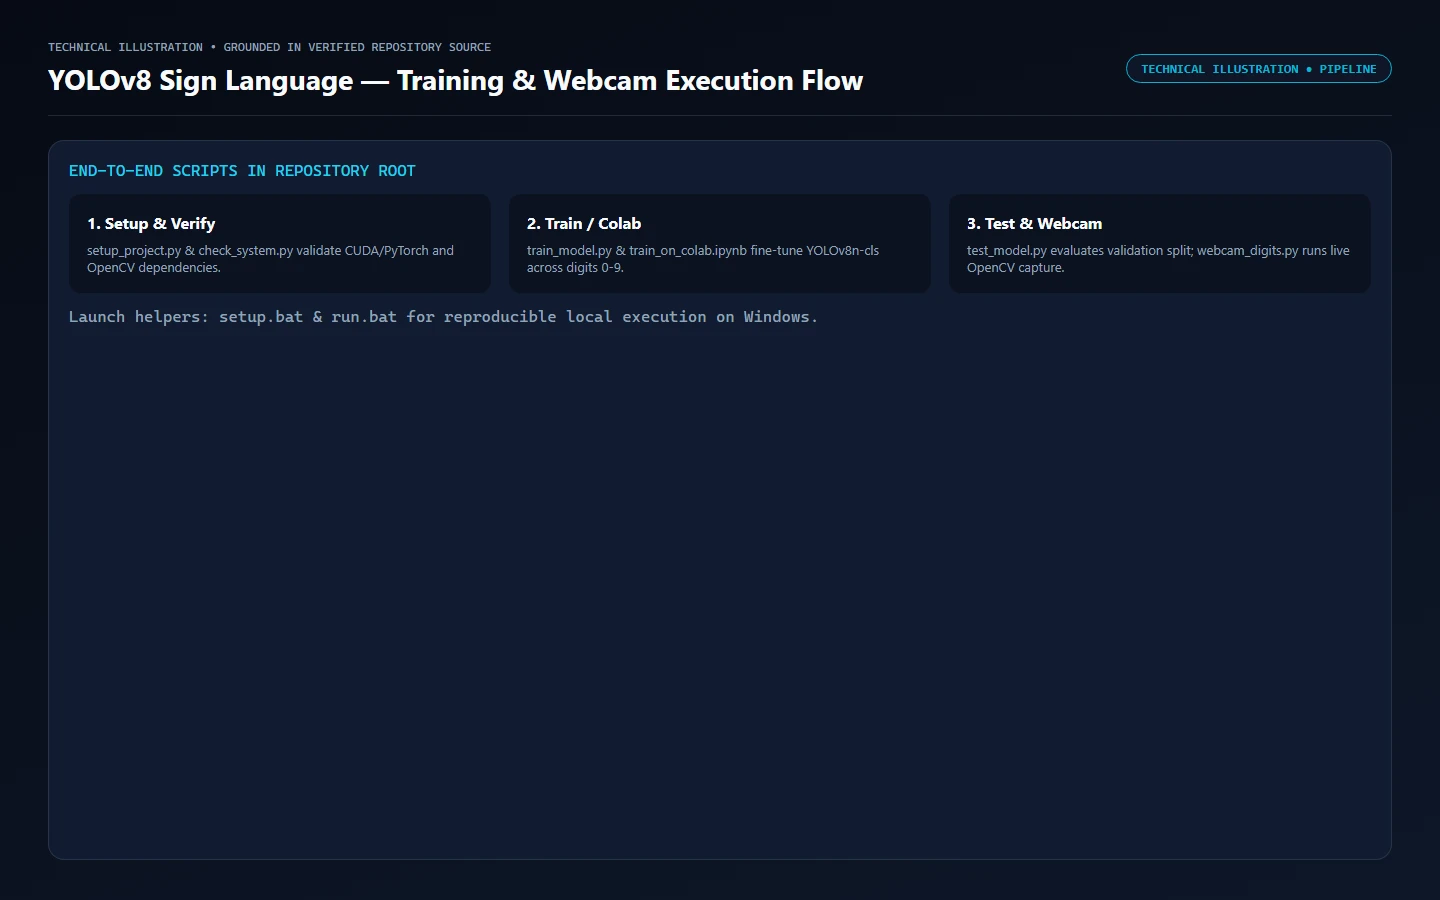 TECHNICAL ILLUSTRATION • GROUNDED IN VERIFIED REPOSITORY SOURCE
YOLOv8 Sign Language — Training & Webcam Execution Flow
TECHNICAL ILLUSTRATION • PIPELINE
END-TO-END SCRIPTS IN REPOSITORY ROOT
1. Setup & Verify
setup_project.py & check_system.py validate CUDA/PyTorch and
OpenCV dependencies.
2. Train / Colab
train_model.py & train_on_colab.ipynb fine-tune YOLOv8n-cls
across digits 0-9.
3. Test & Webcam
test_model.py evaluates validation split; webcam_digits.py runs live
OpenCV capture.
Launch helpers: setup.bat & run.bat for reproducible local execution on Windows.